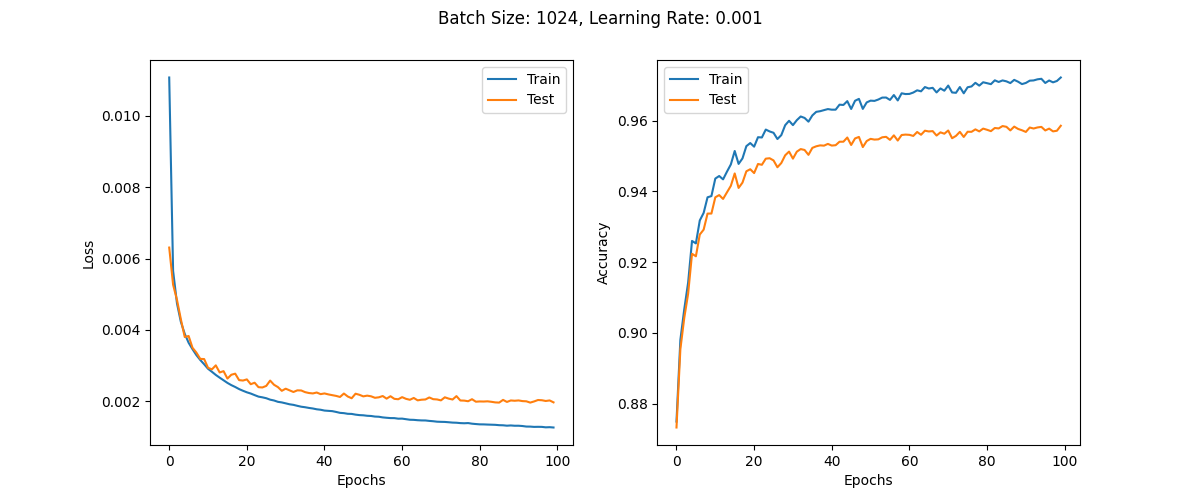 Batch Size: 1024, Learning Rate: 0.001
Train
Test
0.010
0.008
0.006
0.004
0.002
Loss
0 20 40 60 80 100
Epochs
Train
Test
0.96
0.94
0.92
0.90
0.88
Accuracy
0 20 40 60 80 100
Epochs